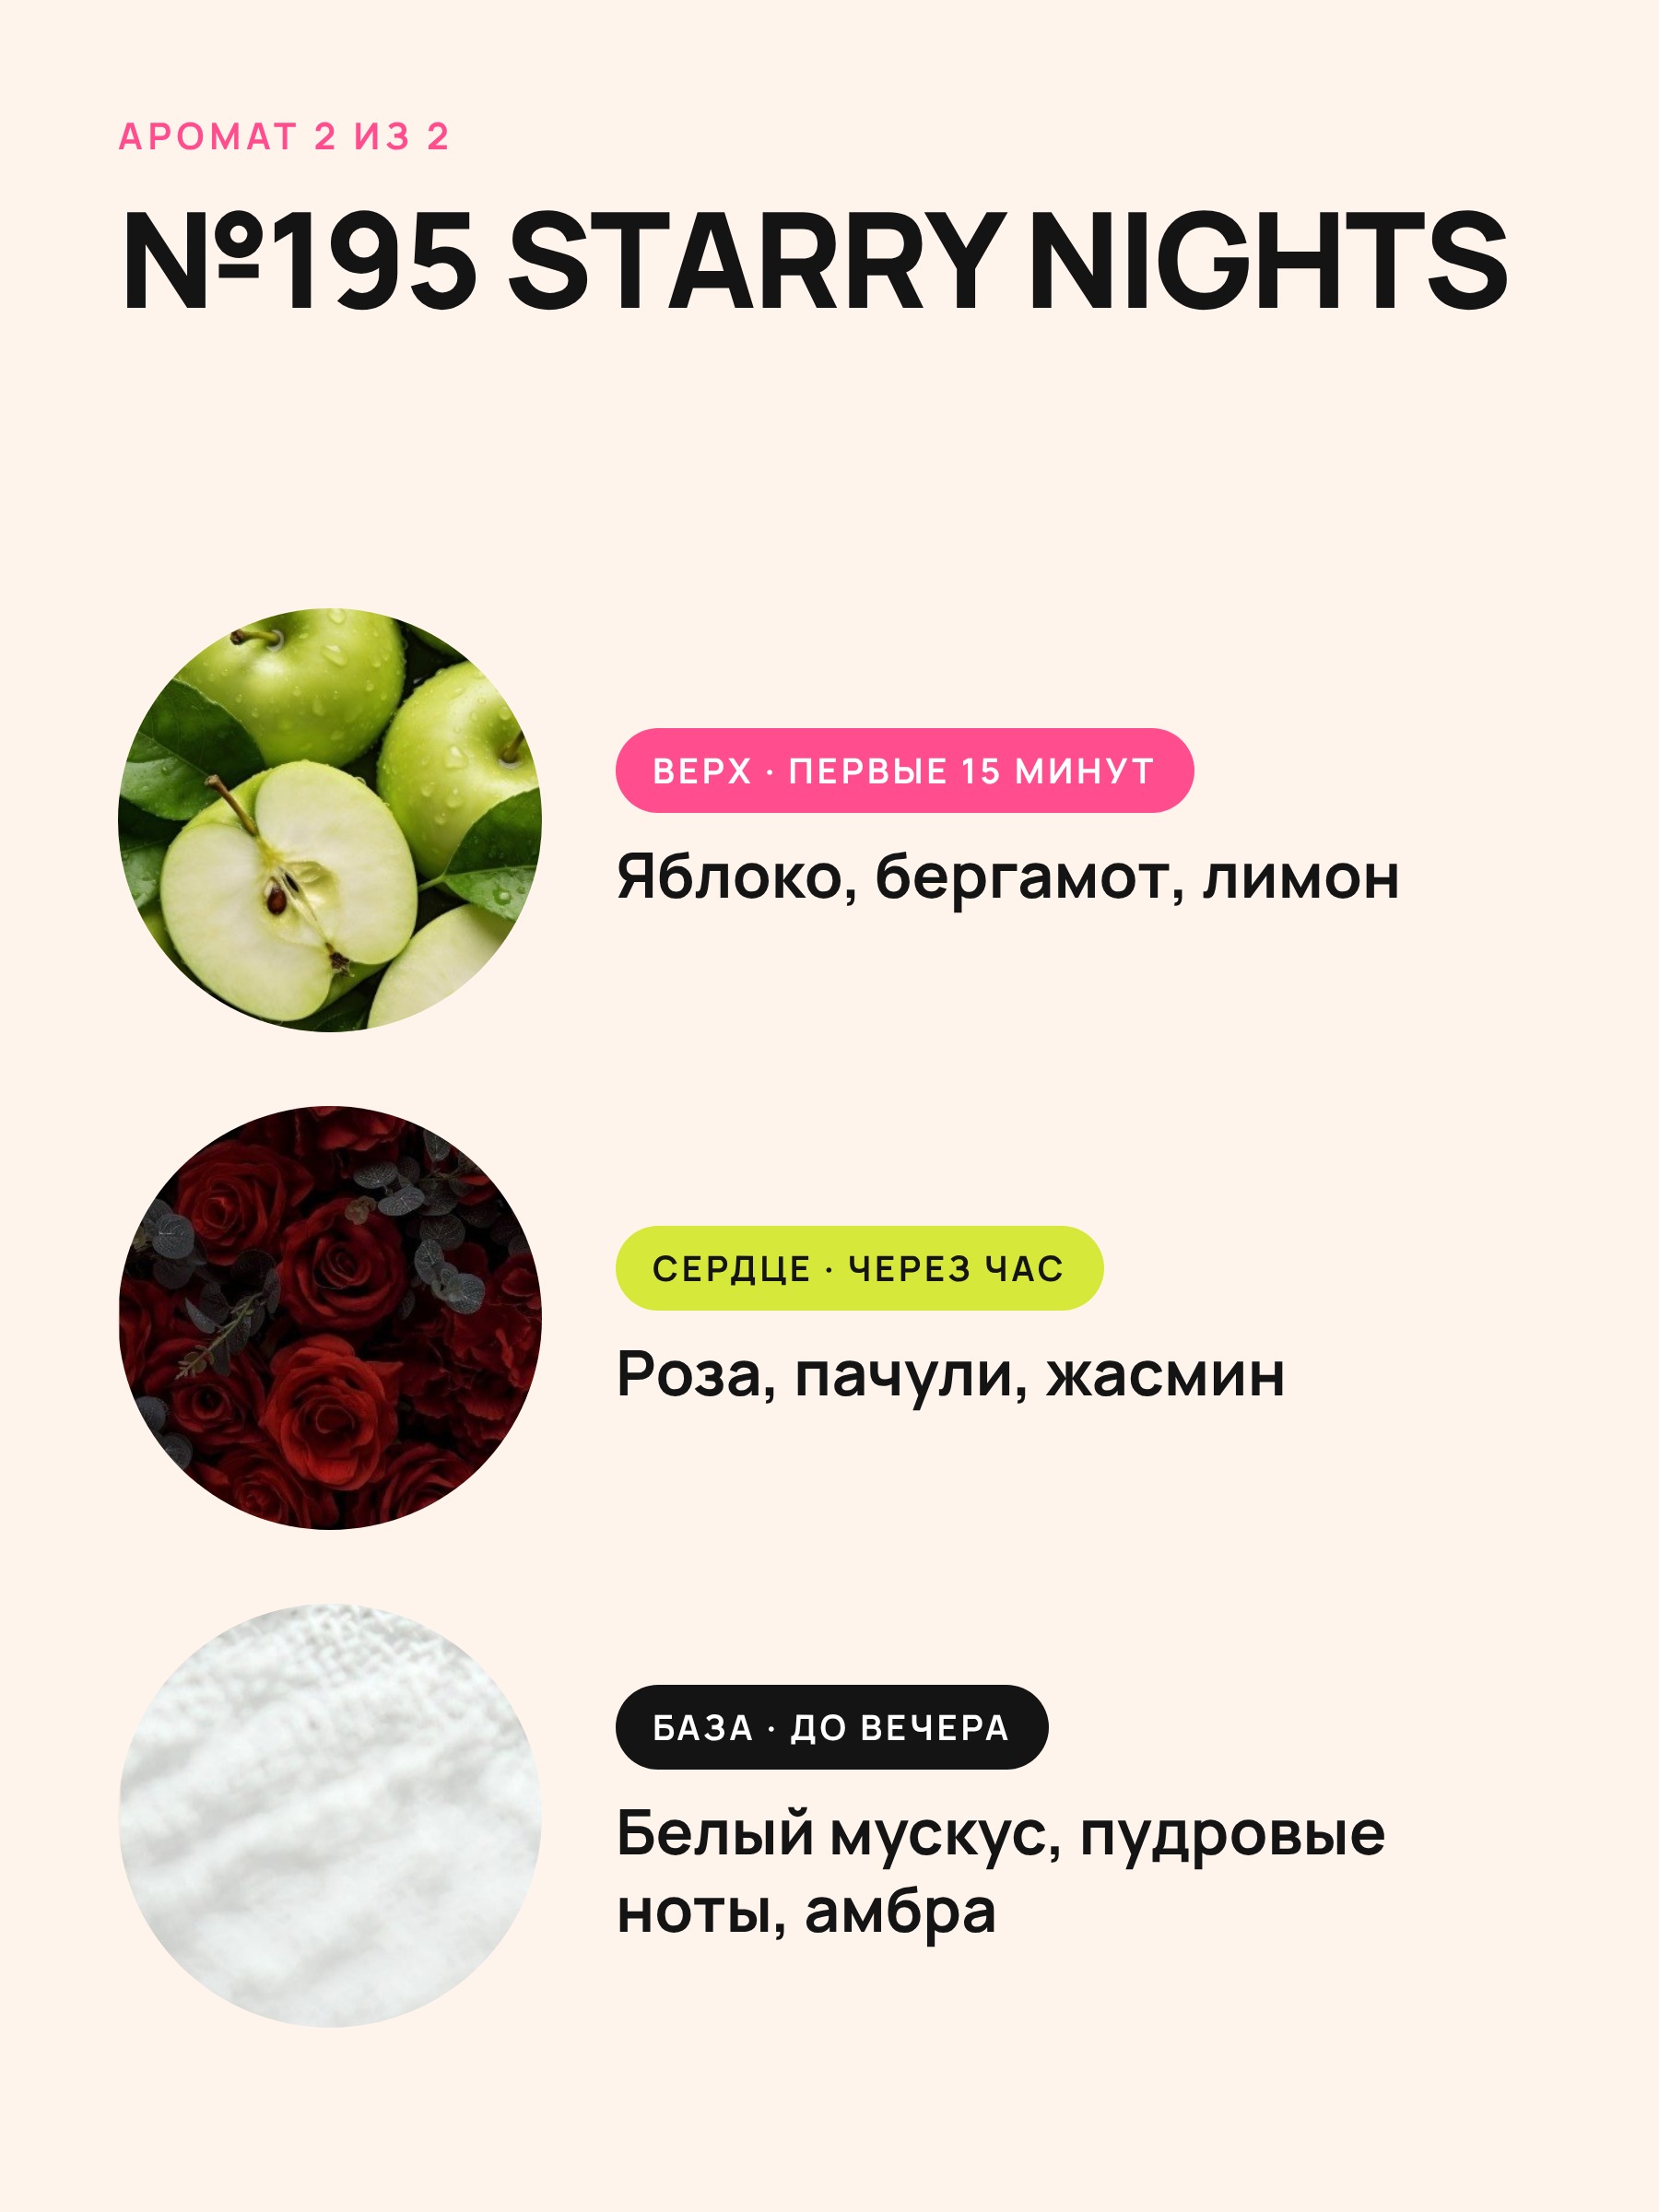 АРОМАТ 2 ИЗ 2
№195 STARRY NIGHTS
ВЕРХ · ПЕРВЫЕ 15 МИНУТ
Яблоко, бергамот, лимон
СЕРДЦЕ · ЧЕРЕЗ ЧАС
Роза, пачули, жасмин
БАЗА · ДО ВЕЧЕРА
Белый мускус, пудровые
ноты, амбра